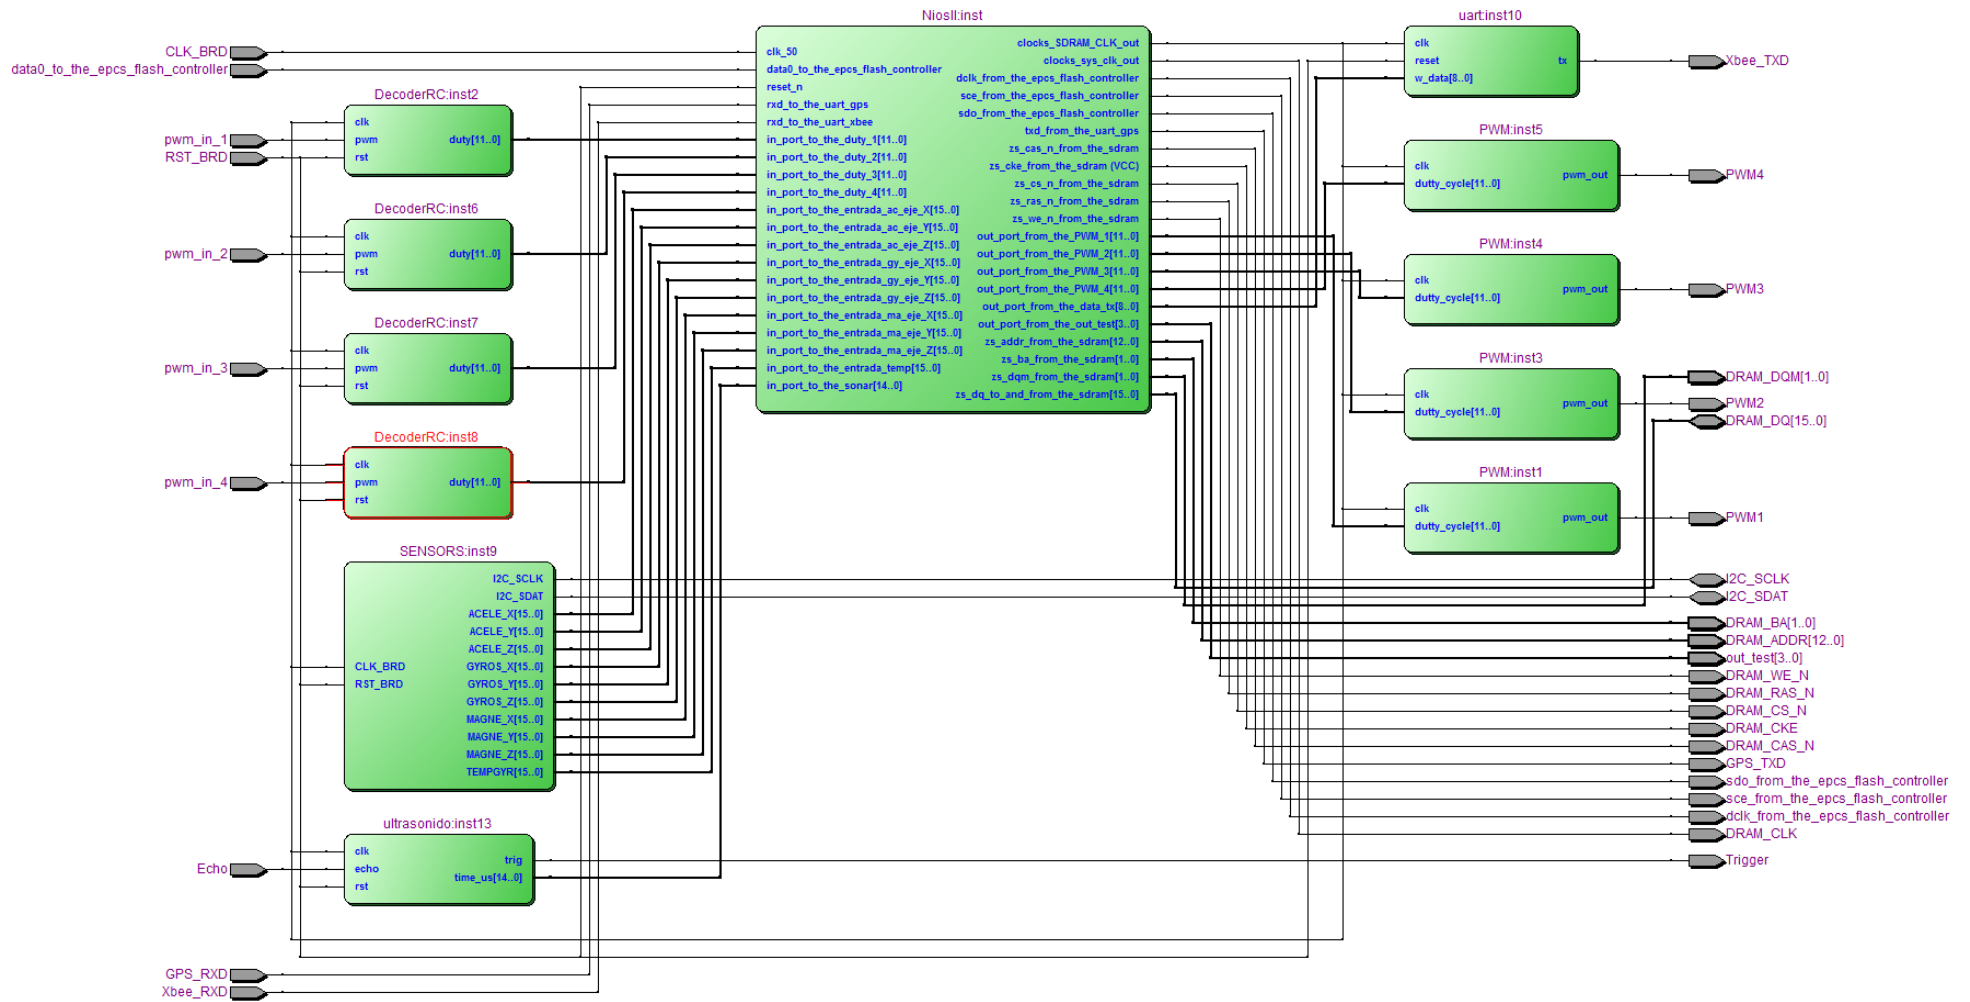 CLK_BRD
data0_to_the_epcs_flash_controller
pwm_in_1
RST_BRD
pwm_in_2
pwm_in_3
pwm_in_4
Echo
GPS_RXD
Xbee_RXD
DecoderRC:inst2
clk
pwm
rst
duty[11..0]
DecoderRC:inst6
clk
pwm
rst
duty[11..0]
DecoderRC:inst7
clk
pwm
rst
duty[11..0]
DecoderRC:inst8
clk
pwm
rst
duty[11..0]
SENSORS:inst9
CLK_BRD
RST_BRD
I2C_SCLK
I2C_SDAT
ACELE_X[15..0]
ACELE_Y[15..0]
ACELE_Z[15..0]
GYROS_X[15..0]
GYROS_Y[15..0]
GYROS_Z[15..0]
MAGNE_X[15..0]
MAGNE_Y[15..0]
MAGNE_Z[15..0]
TEMPGYR[15..0]
ultrasonido:inst13
clk
echo
rst
trig
time_us[14..0]
NiosII:inst
clk_50
data0_to_the_epcs_flash_controller
reset_n
rxd_to_the_uart_gps
rxd_to_the_uart_xbee
in_port_to_the_duty_1[11..0]
in_port_to_the_duty_2[11..0]
in_port_to_the_duty_3[11..0]
in_port_to_the_duty_4[11..0]
in_port_to_the_entrada_ac_eje_X[15..0]
in_port_to_the_entrada_ac_eje_Y[15..0]
in_port_to_the_entrada_ac_eje_Z[15..0]
in_port_to_the_entrada_gy_eje_X[15..0]
in_port_to_the_entrada_gy_eje_Y[15..0]
in_port_to_the_entrada_gy_eje_Z[15..0]
in_port_to_the_entrada_ma_eje_X[15..0]
in_port_to_the_entrada_ma_eje_Y[15..0]
in_port_to_the_entrada_ma_eje_Z[15..0]
in_port_to_the_entrada_temp[15..0]
in_port_to_the_sonar[14..0]
clocks_SDRAM_CLK_out
clocks_sys_clk_out
dclk_from_the_epcs_flash_controller
sce_from_the_epcs_flash_controller
sdo_from_the_epcs_flash_controller
txd_from_the_uart_gps
zs_cas_n_from_the_sdram
zs_cke_from_the_sdram (VCC)
zs_cs_n_from_the_sdram
zs_ras_n_from_the_sdram
zs_we_n_from_the_sdram
out_port_from_the_PWM_1[11..0]
out_port_from_the_PWM_2[11..0]
out_port_from_the_PWM_3[11..0]
out_port_from_the_PWM_4[11..0]
out_port_from_the_data_tx[8..0]
out_port_from_the_out_test[3..0]
zs_addr_from_the_sdram[12..0]
zs_ba_from_the_sdram[1..0]
zs_dqm_from_the_sdram[1..0]
zs_dq_to_and_from_the_sdram[15..0]
uart:inst10
clk
reset
w_data[8..0]
tx
PWM:inst5
clk
dutty_cycle[11..0]
pwm_out
PWM:inst4
clk
dutty_cycle[11..0]
pwm_out
PWM:inst3
clk
dutty_cycle[11..0]
pwm_out
PWM:inst1
clk
dutty_cycle[11..0]
pwm_out
Xbee_TXD
PWM4
PWM3
DRAM_DQM[1..0]
PWM2
DRAM_DQ[15..0]
PWM1
I2C_SCLK
I2C_SDAT
DRAM_BA[1..0]
DRAM_ADDR[12..0]
out_test[3..0]
DRAM_WE_N
DRAM_RAS_N
DRAM_CS_N
DRAM_CKE
DRAM_CAS_N
GPS_TXD
sdo_from_the_epcs_flash_controller
sce_from_the_epcs_flash_controller
dclk_from_the_epcs_flash_controller
DRAM_CLK
Trigger